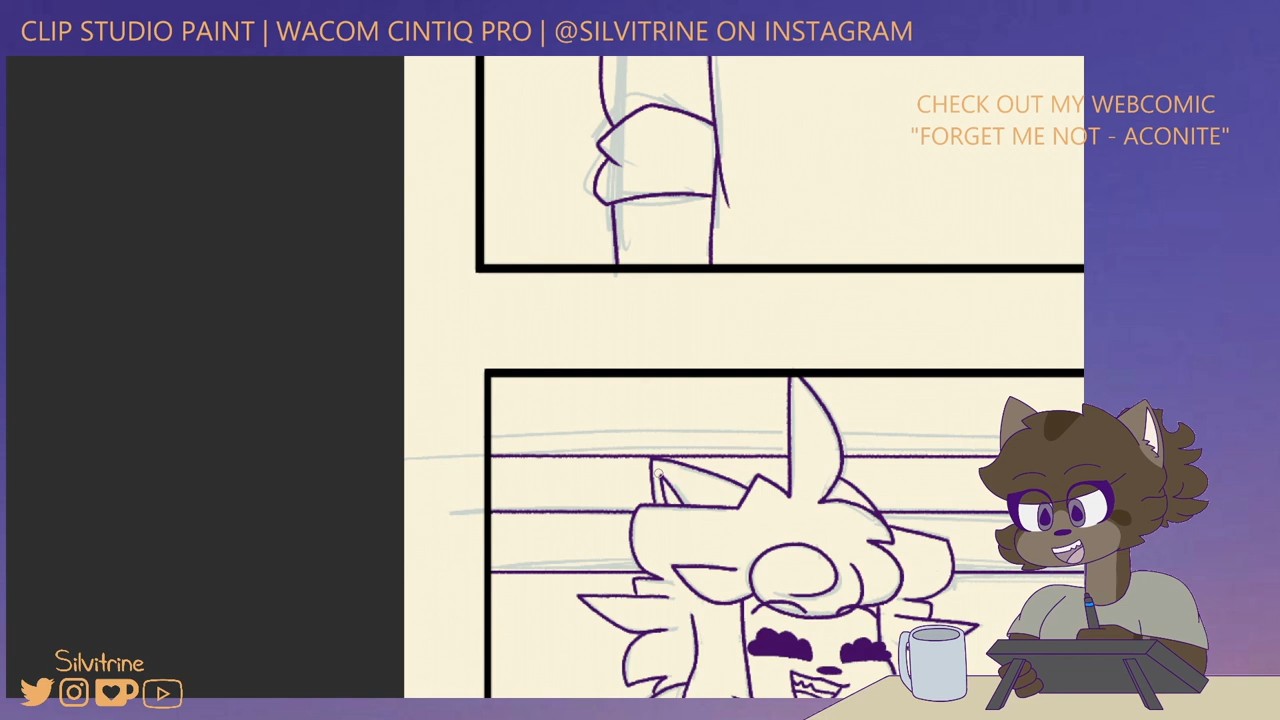 CLIP STUDIO PAINT | WACOM CINTIQ PRO | @SILVITRINE ON INSTAGRAM
CHECK OUT MY WEBCOMIC
"FORGET ME NOT - ACONITE"
Silvitrine